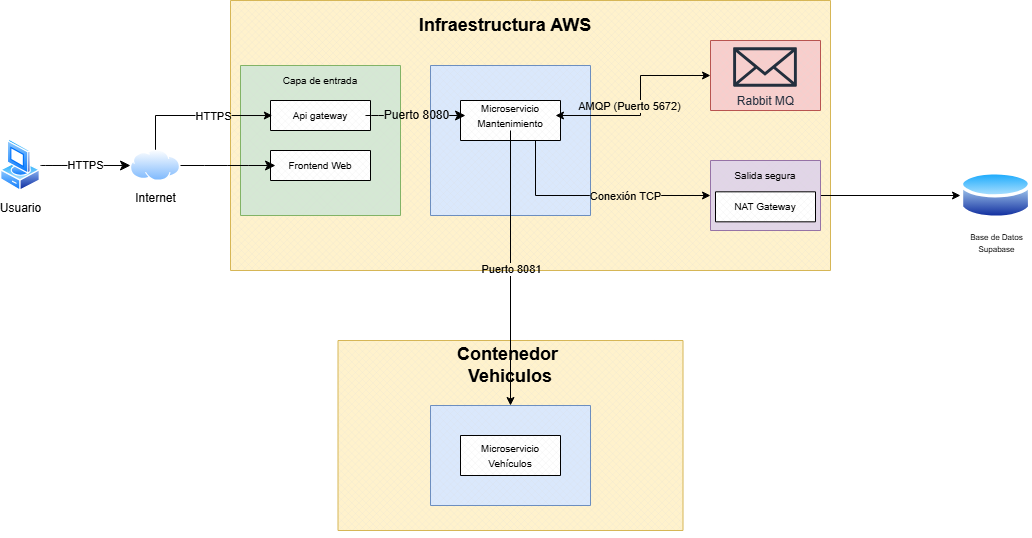 Infraestructura AWS
Capa de entrada
Api gateway
Frontend Web
HTTPS
HTTPS
Usuario
Internet
Puerto 8080
Microservicio
Mantenimiento
AMQP (Puerto 5672)
Rabbit MQ
Conexión TCP
Salida segura
NAT Gateway
Base de Datos
Supabase
Puerto 8081
Contenedor
Vehiculos
Microservicio
Vehículos